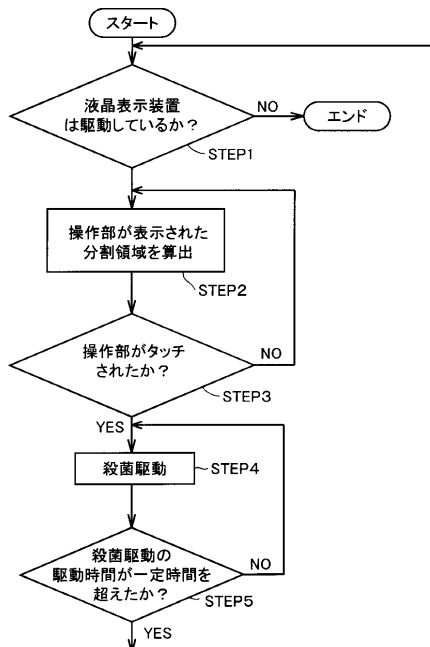 スタート
液晶表示装置
は駆動しているか？
NO
エンド
STEP1
操作部が表示された
分割領域を算出
STEP2
操作部がタッチ
されたか？
NO
STEP3
YES
殺菌駆動
STEP4
殺菌駆動の
駆動時間が一定時間を
超えたか？
NO
STEP5
YES